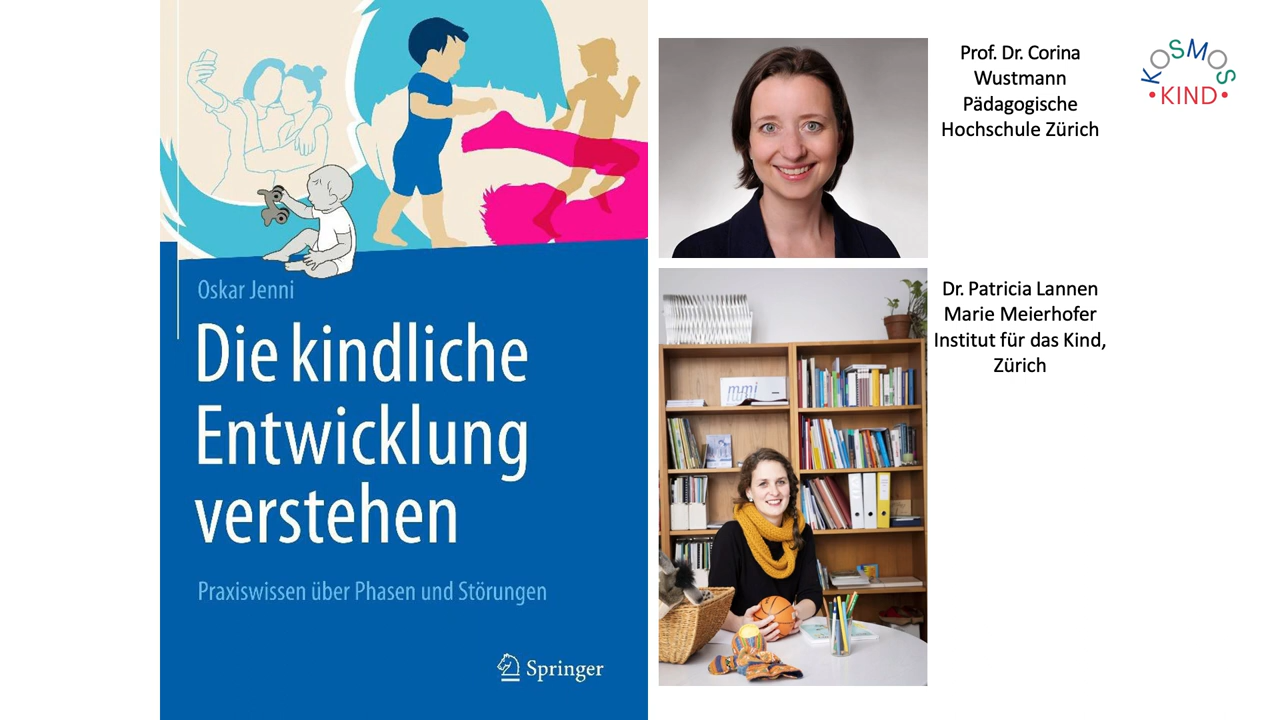 Oskar Jenni
Die kindliche
Entwicklung
verstehen
Praxiswissen über Phasen und Störungen
Springer
Prof. Dr. Corina
Wustmann
Pädagogische
Hochschule Zürich
mmi
Dr. Patricia Lannen
Marie Meierhofer
Institut für das Kind,
Zürich
KOSMOS
• KIND •